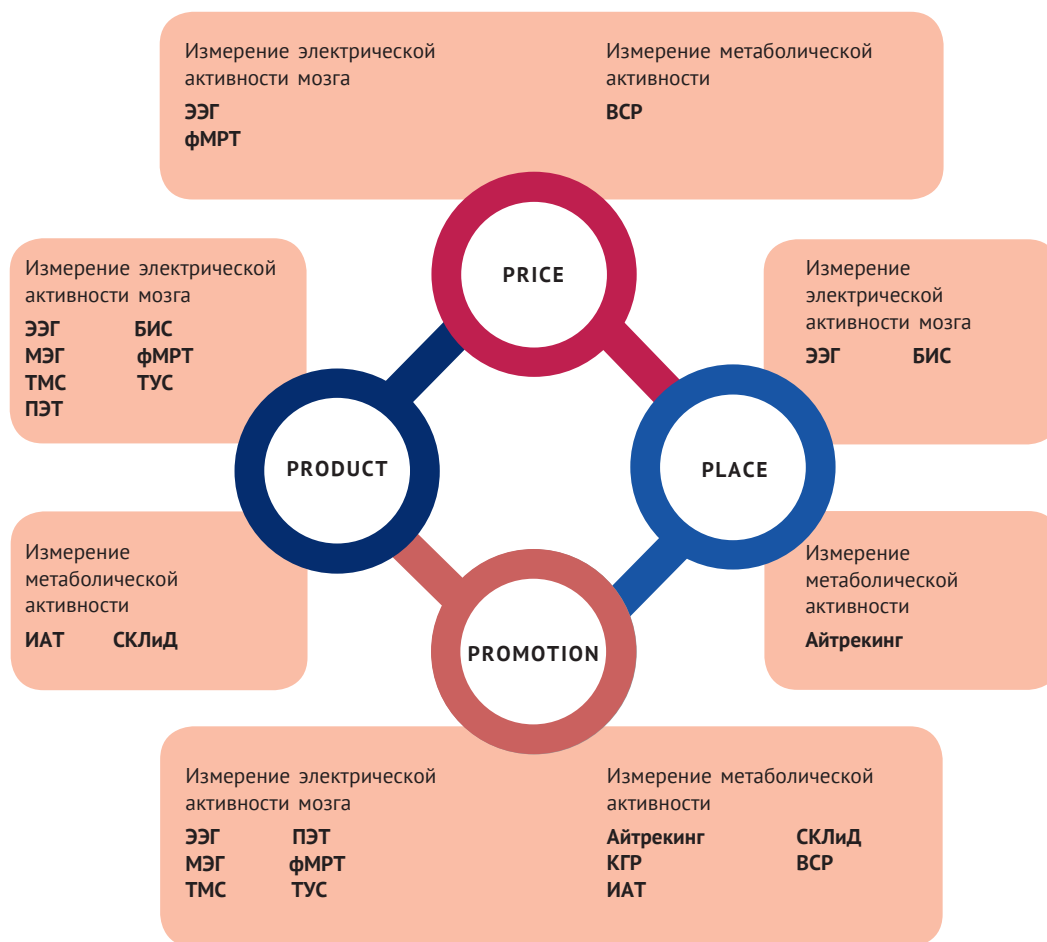 Измерение электрической
активности мозга
ЭЭГ
фМРТ
Измерение метаболической
активности
ВСР
PRICE
Измерение электрической
активности мозга
ЭЭГ БИС
МЭГ фМРТ
ТМС ТУС
ПЭТ
Измерение
электрической
активности мозга
ЭЭГ БИС
PRODUCT
PLACE
Измерение
метаболической
активности
ИАТ СКЛиД
Измерение
метаболической
активности
Айтрекинг
PROMOTION
Измерение электрической
активности мозга
ЭЭГ ПЭТ
МЭГ фМРТ
ТМС ТУС
Измерение метаболической
активности
Айтрекинг СКЛиД
КГР ВСР
ИАТ